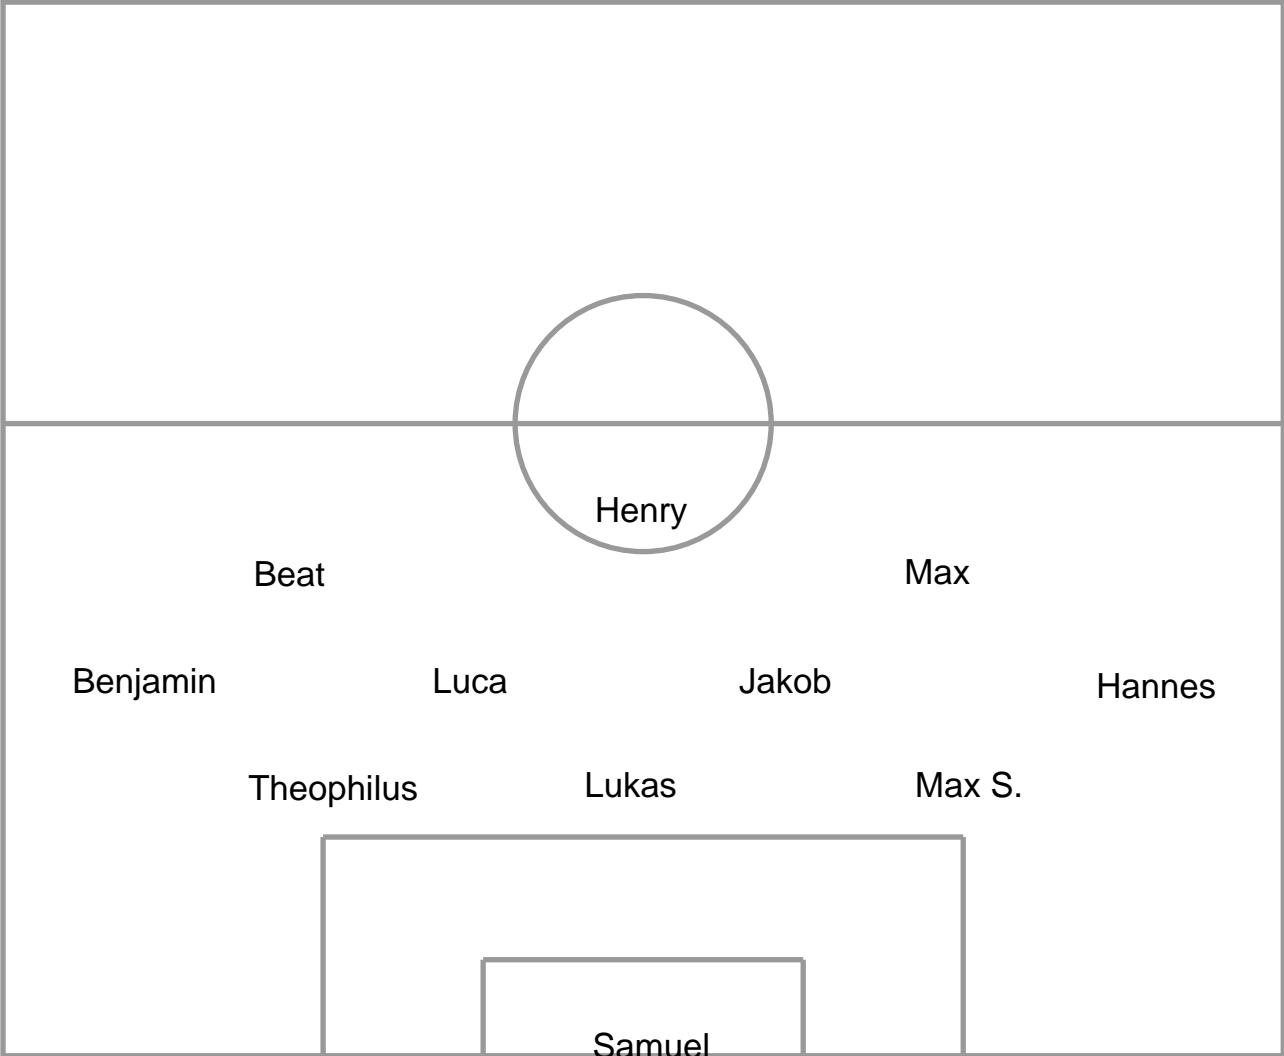 Henry
Beat Max
Benjamin Luca Jakob Hannes
Theophilus Lukas Max S.
Samuel